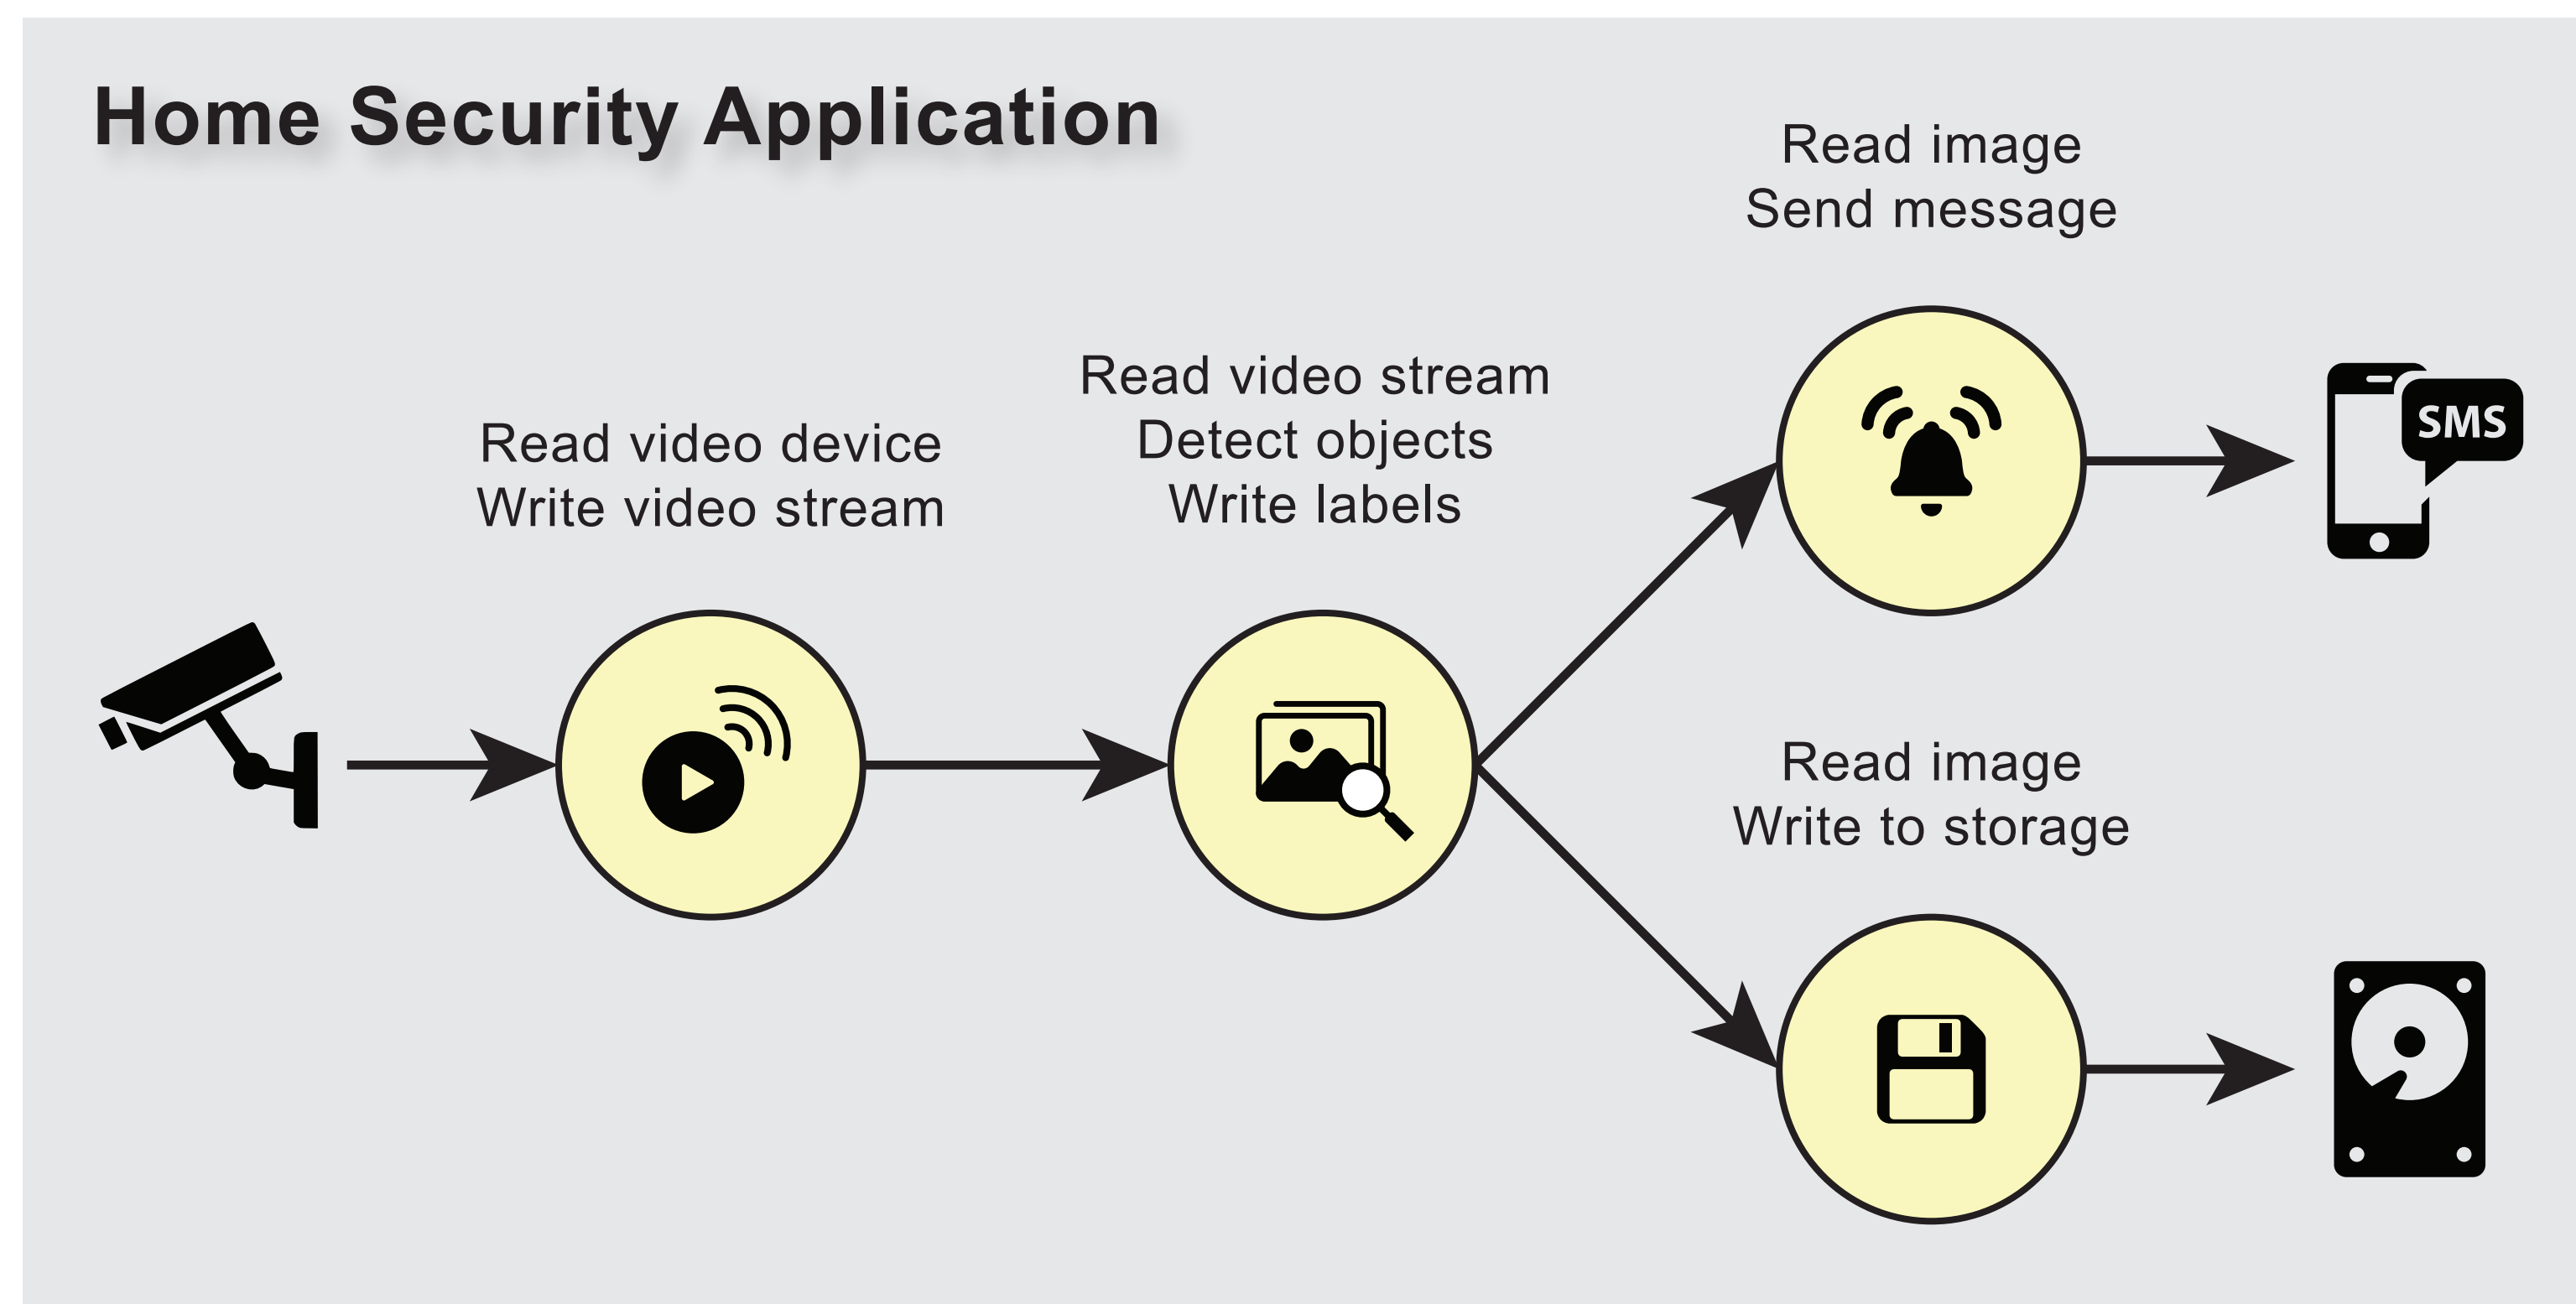 Home Security Application
Read video device
Write video stream
Read video stream
Detect objects
Write labels
Read image
Send message
SMS
Read image
Write to storage